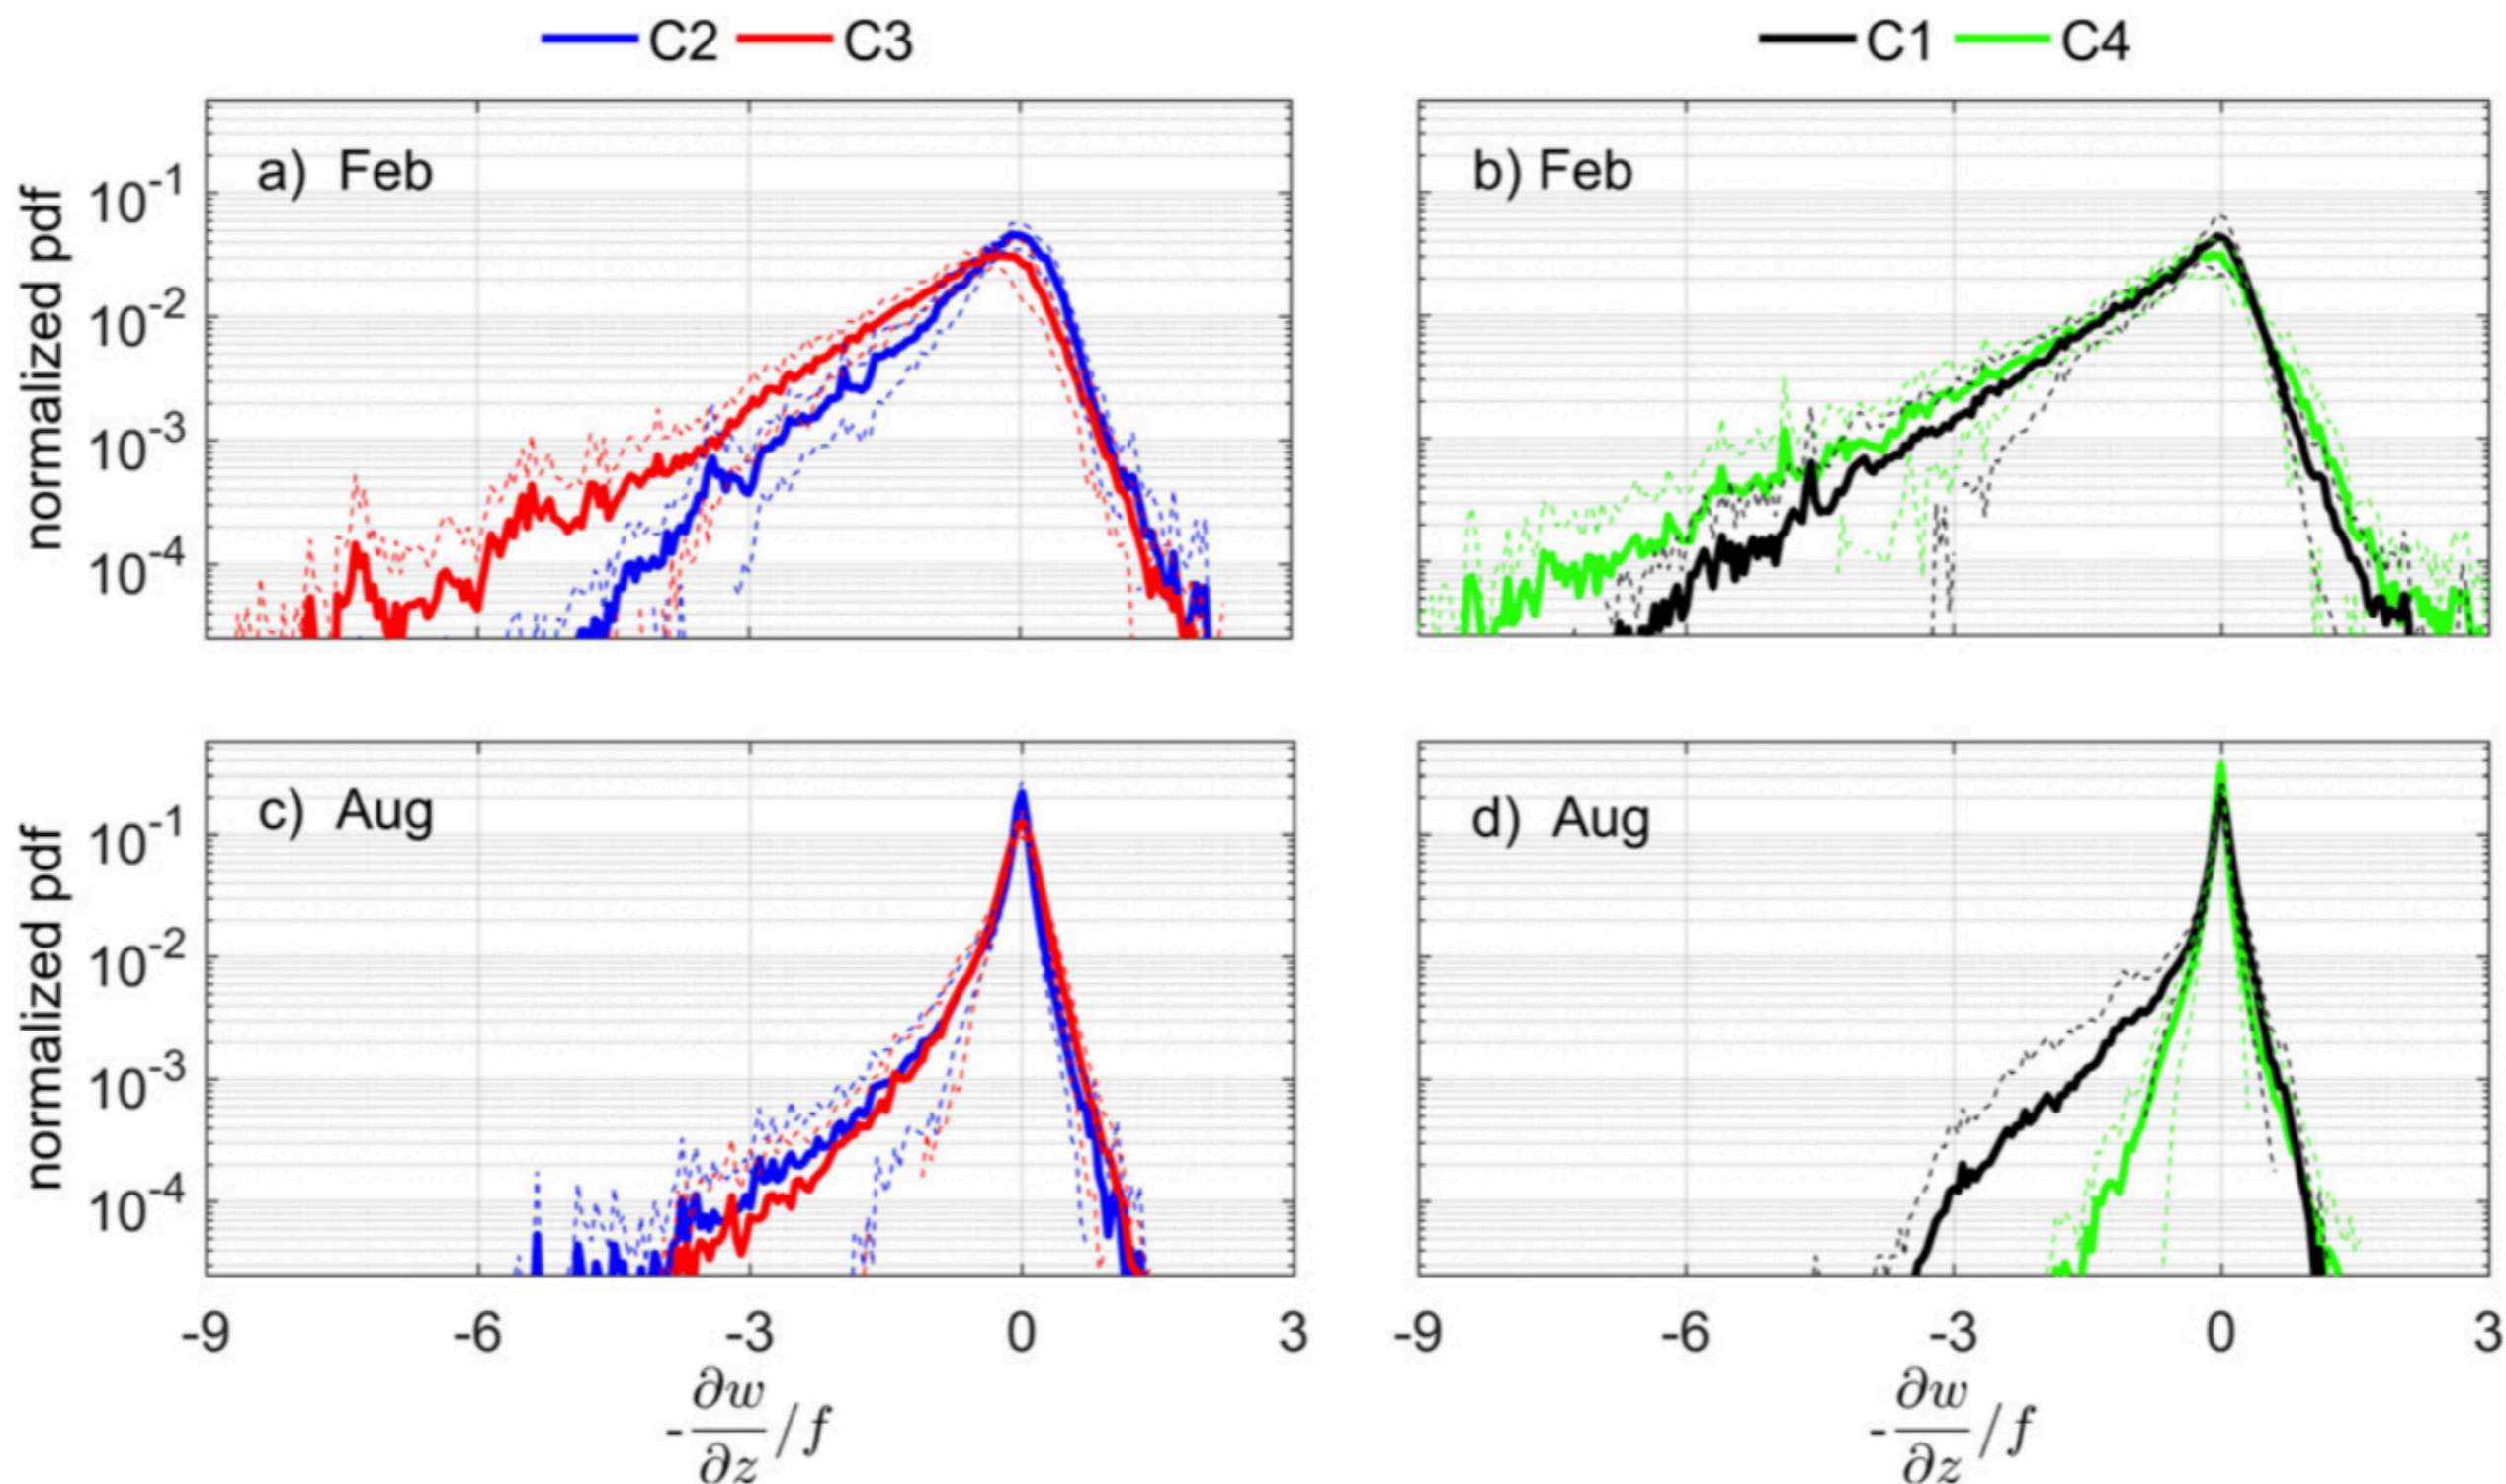 C2 C3
C1 C4
a) Feb
b) Feb
normalized pdf
10^-1
10^-2
10^-3
10^-4
c) Aug
d) Aug
normalized pdf
10^-1
10^-2
10^-3
10^-4
-9 -6 -3 0 3
-9 -6 -3 0 3
-∂w/∂z /f
-∂w/∂z /f